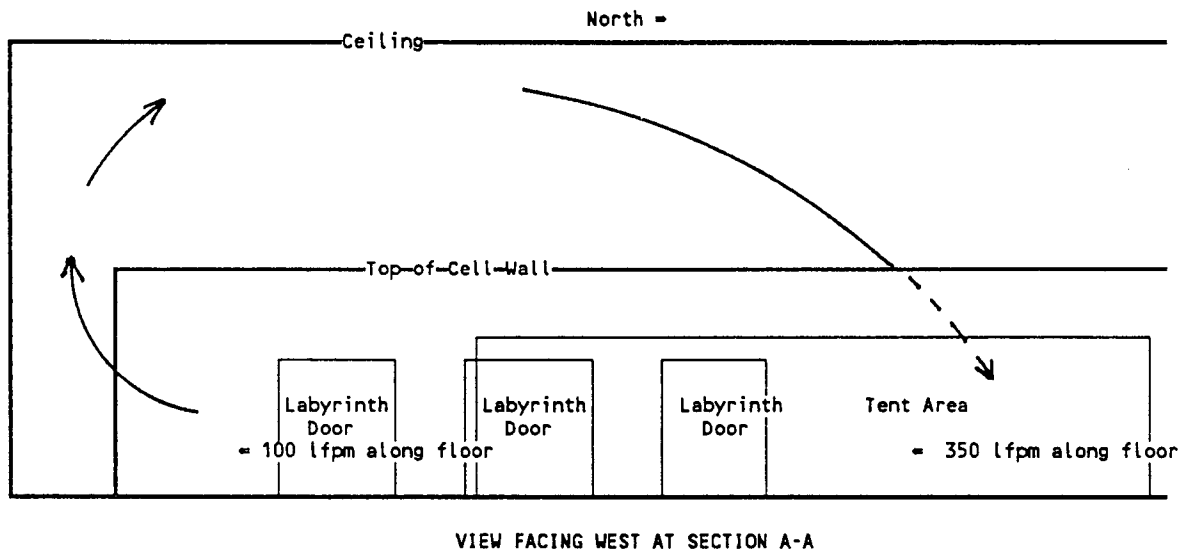 North ⇒
Ceiling
Top of Cell Wall
Labyrinth
Door
Labyrinth
Door
Labyrinth
Door
Tent Area
⇐ 100 lfpm along floor
⇐ 350 lfpm along floor
VIEW FACING WEST AT SECTION A-A